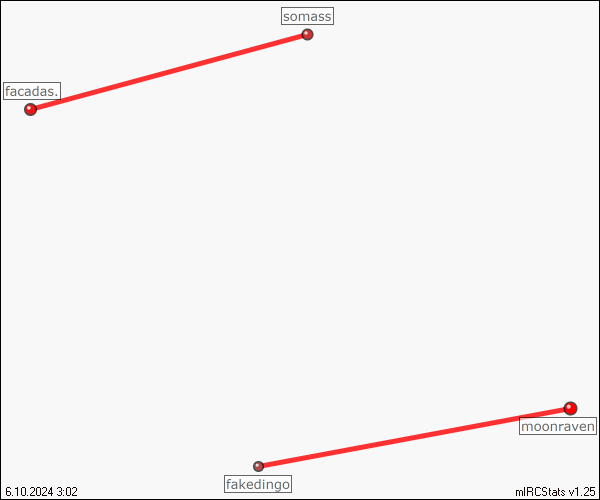 somass
facadas.
moonraven
fakedingo
6.10.2024 3:02
mIRCStats v1.25